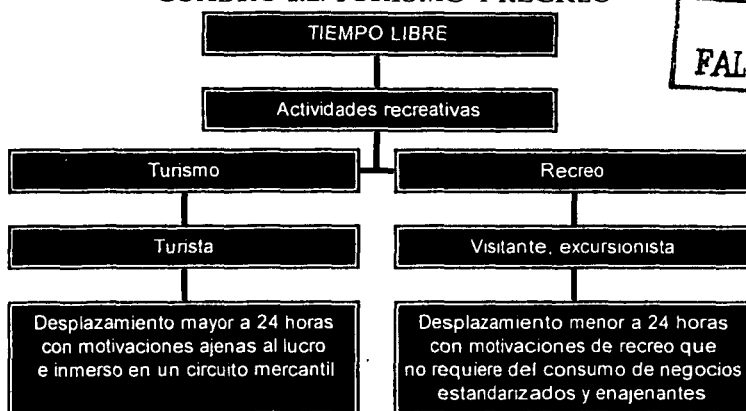 TIEMPO LIBRE
FAL
Actividades recreativas
Turismo
Recreo
Turista
Visitante, excursionista
Desplazamiento mayor a 24 horas
con motivaciones ajenas al lucro
e inmerso en un circuito mercantil
Desplazamiento menor a 24 horas
con motivaciones de recreo que
no requiere del consumo de negocios
estandarizados y enajenantes